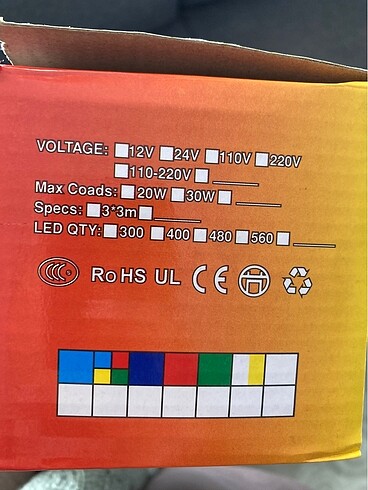 VOLTAGE: 12V 24V 110V 220V
110-220V
Max Coads: 20W 30W
Specs: 3*3m
LED QTY: 300 400 480 560
CCC RoHS UL CE